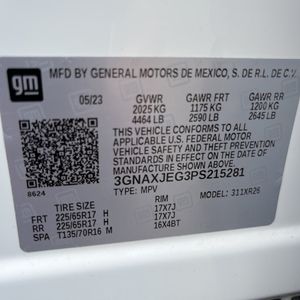 gm
MFD BY GENERAL MOTORS DE MEXICO, S. DE R.L. DE C.V.
05/23 GVWR GAWR FRT GAWR RR
2025 KG 1175 KG 1200 KG
4464 LB 2590 LB 2645 LB
THIS VEHICLE CONFORMS TO ALL APPLICABLE
U.S. FEDERAL MOTOR VEHICLE SAFETY
THEFT PREVENTION STANDARDS IN EFFECT
ON THE DATE OF MANUFACTURE SHOWN ABOVE.
8624
3GNAXJEG3PS215281
TYPE: MPV MODEL: 311XR26
TIRE SIZE RIM
FRT 225/65R17 H 17X7J
RR 225/65R17 H 17X7J
SPA T135/70R16 M 16X4BT